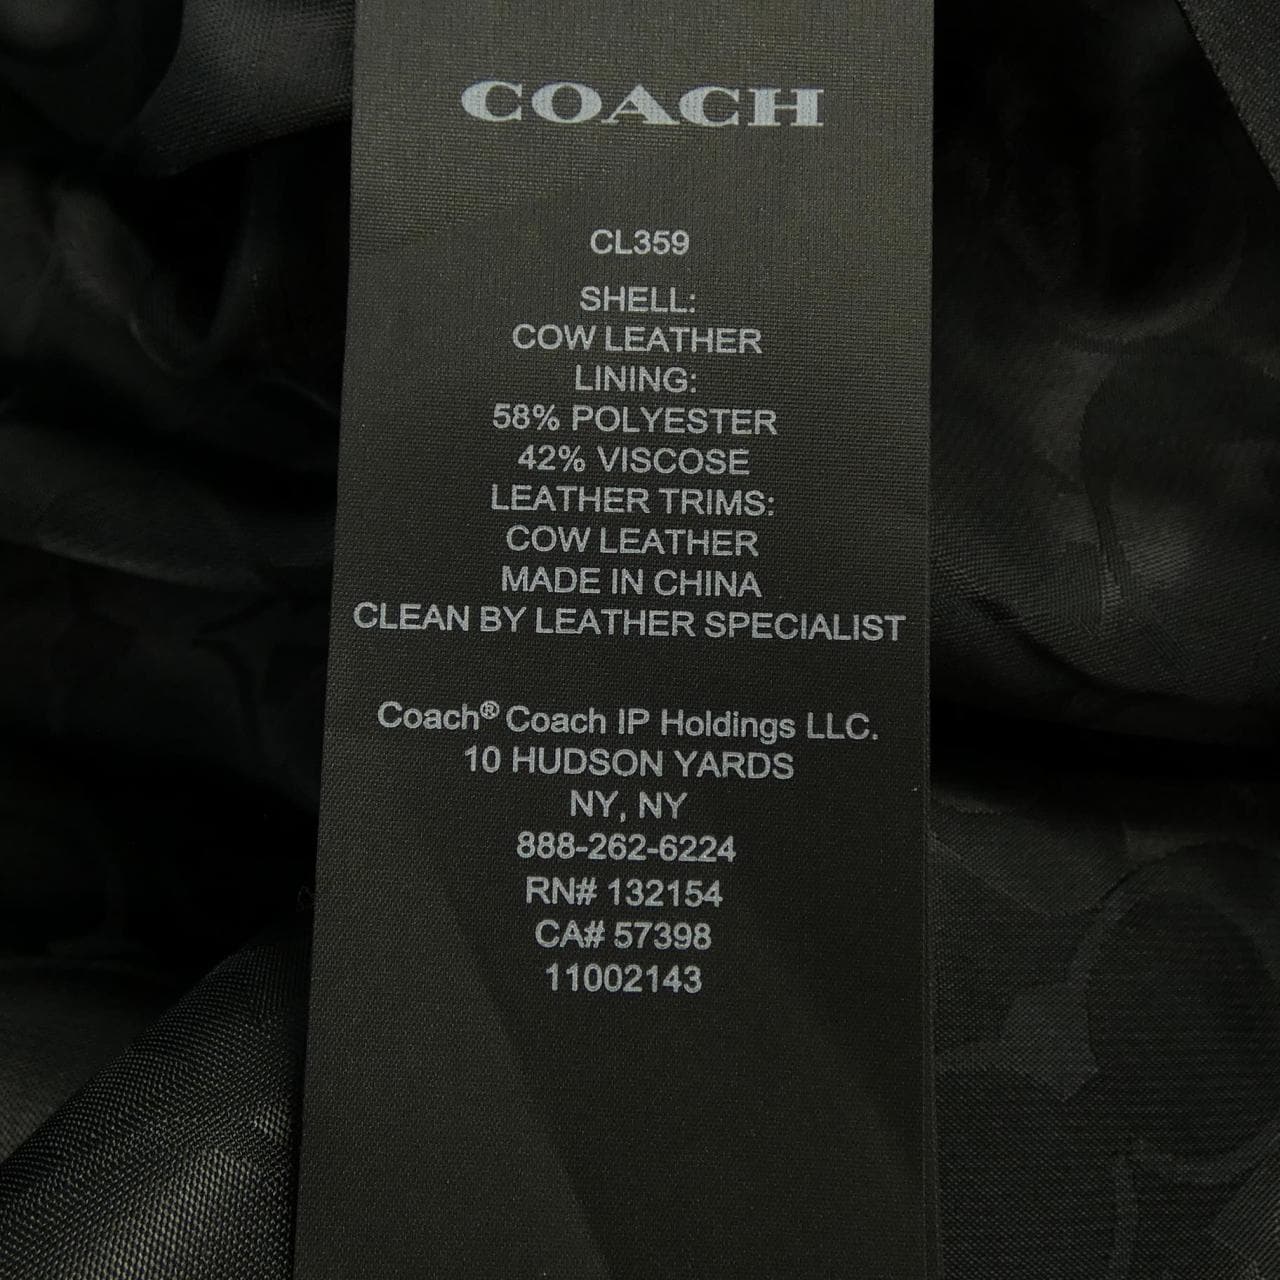 COACH
CL359
SHELL:
COW LEATHER
LINING:
58% POLYESTER
42% VISCOSE
LEATHER TRIMS:
COW LEATHER
MADE IN CHINA
CLEAN BY LEATHER SPECIALIST
Coach® Coach IP Holdings LLC.
10 HUDSON YARDS
NY, NY
888-262-6224
RN# 132154
CA# 57398
11002143